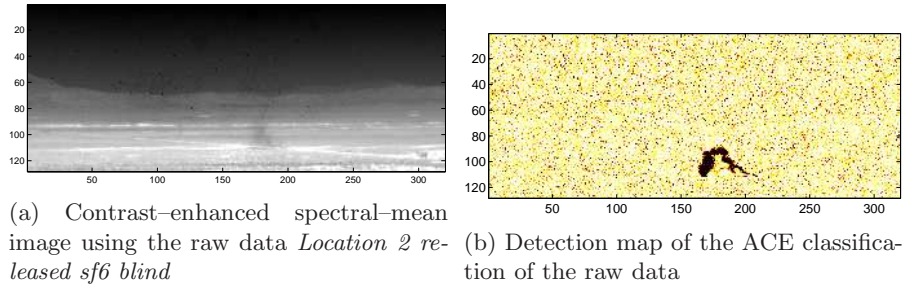 20
40
60
80
100
120
50 100 150 200 250 300
(a) Contrast–enhanced spectral–mean
image using the raw data Location 2 re-
leased sf6 blind
20
40
60
80
100
120
50 100 150 200 250 300
(b) Detection map of the ACE classifica-
tion of the raw data